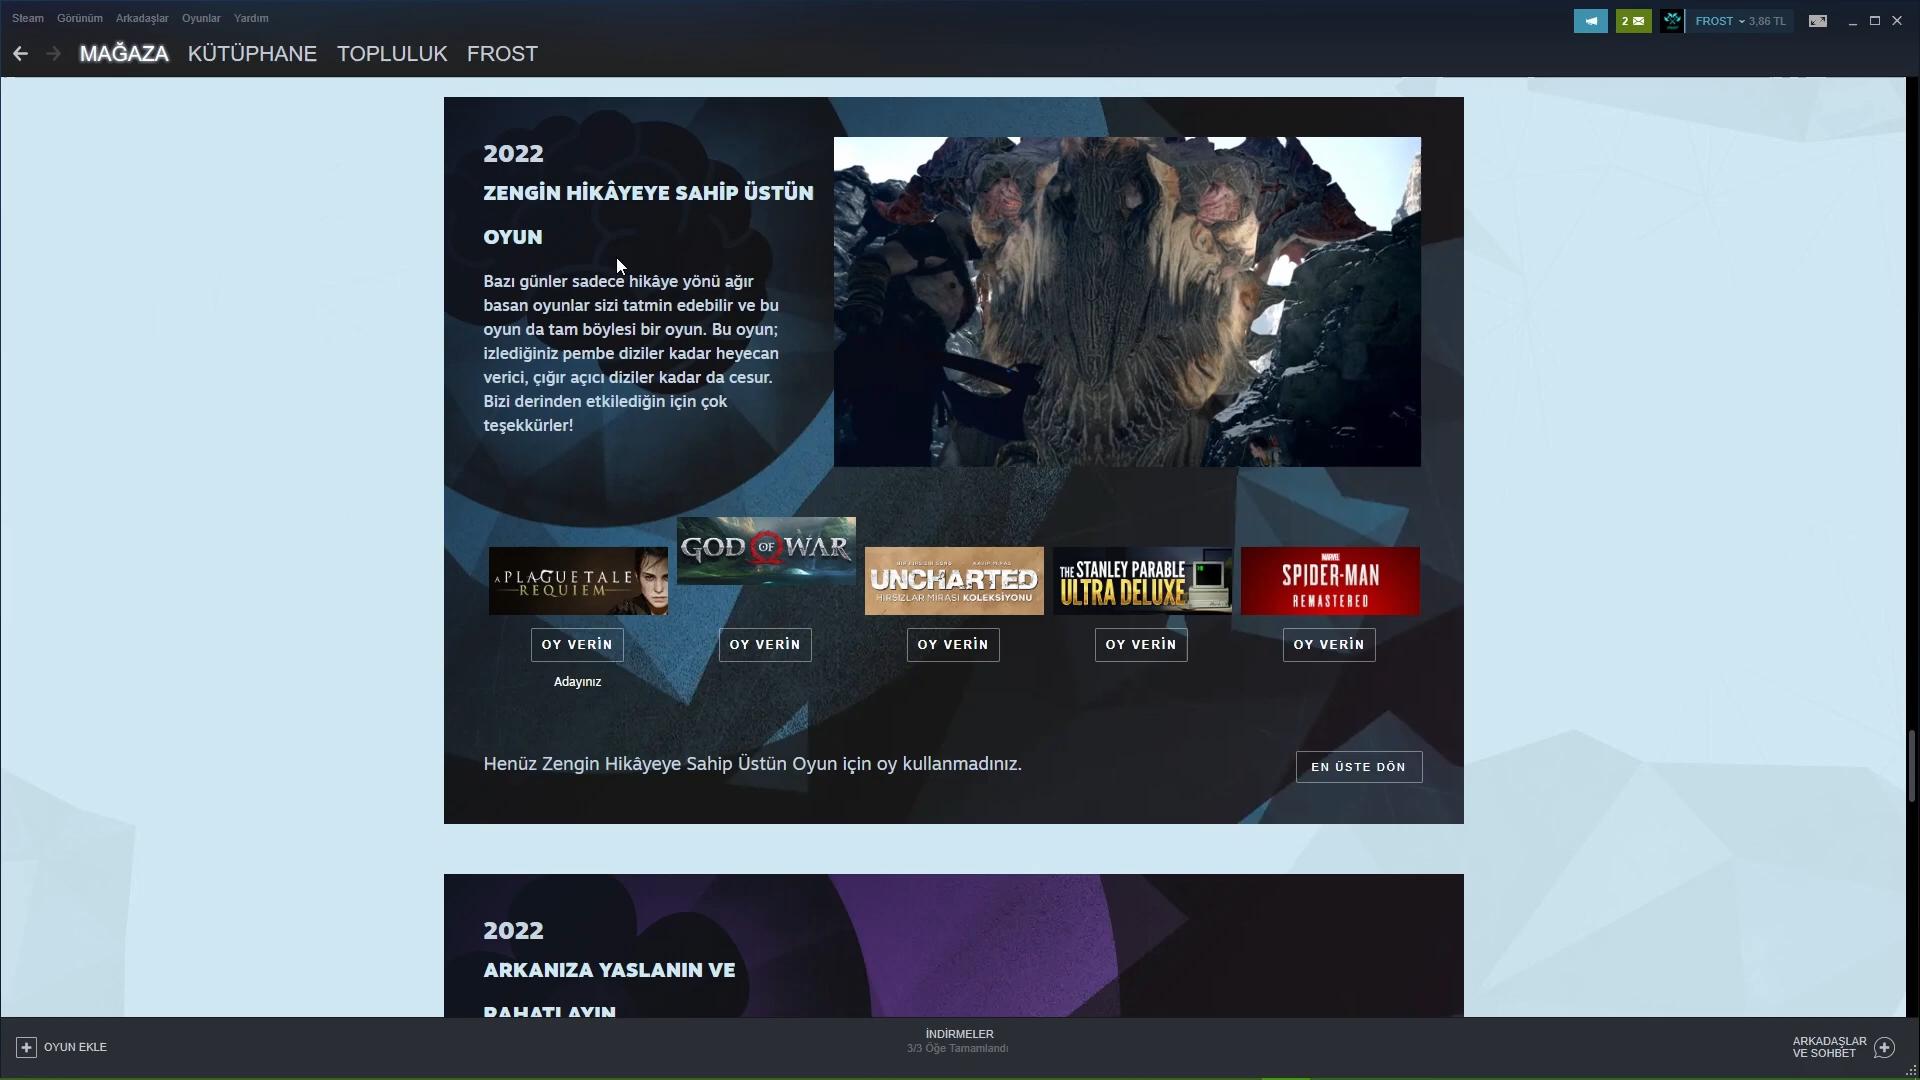 Steam Görünüm Arkadaşlar Oyunlar Yardım
2
FROST 3,86 TL
MAĞAZA KÜTÜPHANE TOPLULUK FROST
2022
ZENGİN HİKÂYEYE SAHİP ÜSTÜN
OYUN
Bazı günler sadece hikâye yönü ağır
basan oyunlar sizi tatmin edebilir ve bu
oyun da tam böylesi bir oyun. Bu oyun;
izlediğiniz pembe diziler kadar heyecan
verici, çığır açıcı diziler kadar da cesur.
Bizi derinden etkilediğin için çok
teşekkürler!
A PLAGUE TALE
REQUIEM
GOD OF WAR
UNCHARTED
HIRSIZLAR MİRASI KOLEKSİYONU
THE STANLEY PARABLE
ULTRA DELUXE
MARVEL
SPIDER-MAN
REMASTERED
OY VERİN OY VERİN OY VERİN OY VERİN OY VERİN
Adayınız
Henüz Zengin Hikâyeye Sahip Üstün Oyun için oy kullanmadınız.
EN ÜSTE DÖN
2022
ARKANIZA YASLANIN VE
RAHATLAYIN
OYUN EKLE
İNDİRMELER
3/3 Öğe Tamamlandı
ARKADAŞLAR
VE SOHBET